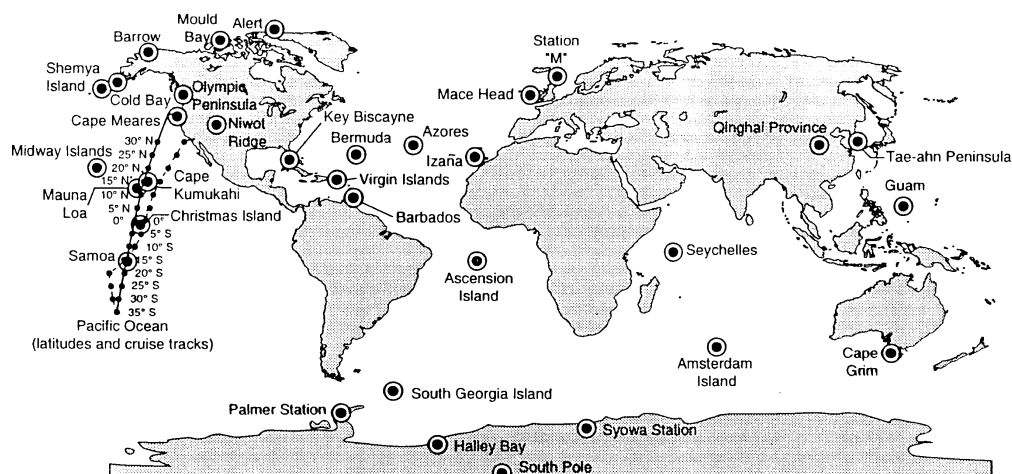 Mould
Bay
Alert
Barrow
Station
"M"
Shemya
Island
Cold Bay
Olympic
Peninsula
Mace Head
Cape Meares
Niwot
Ridge
Key Biscayne
Bermuda
Azores
Izaña
Qinghal Province
Tae-ahn Peninsula
30° N
25° N
Midway Islands
20° N
15° N
Cape
Kumukahi
Virgin Islands
Guam
Mauna
Loa
10° N
5° N
0°
Christmas Island
Barbados
0°
5° S
10° S
Samoa
15° S
20° S
25° S
30° S
35° S
Seychelles
Ascension
Island
Pacific Ocean
(latitudes and cruise tracks)
Amsterdam
Island
Cape
Grim
South Georgia Island
Palmer Station
Halley Bay
Syowa Station
South Pole